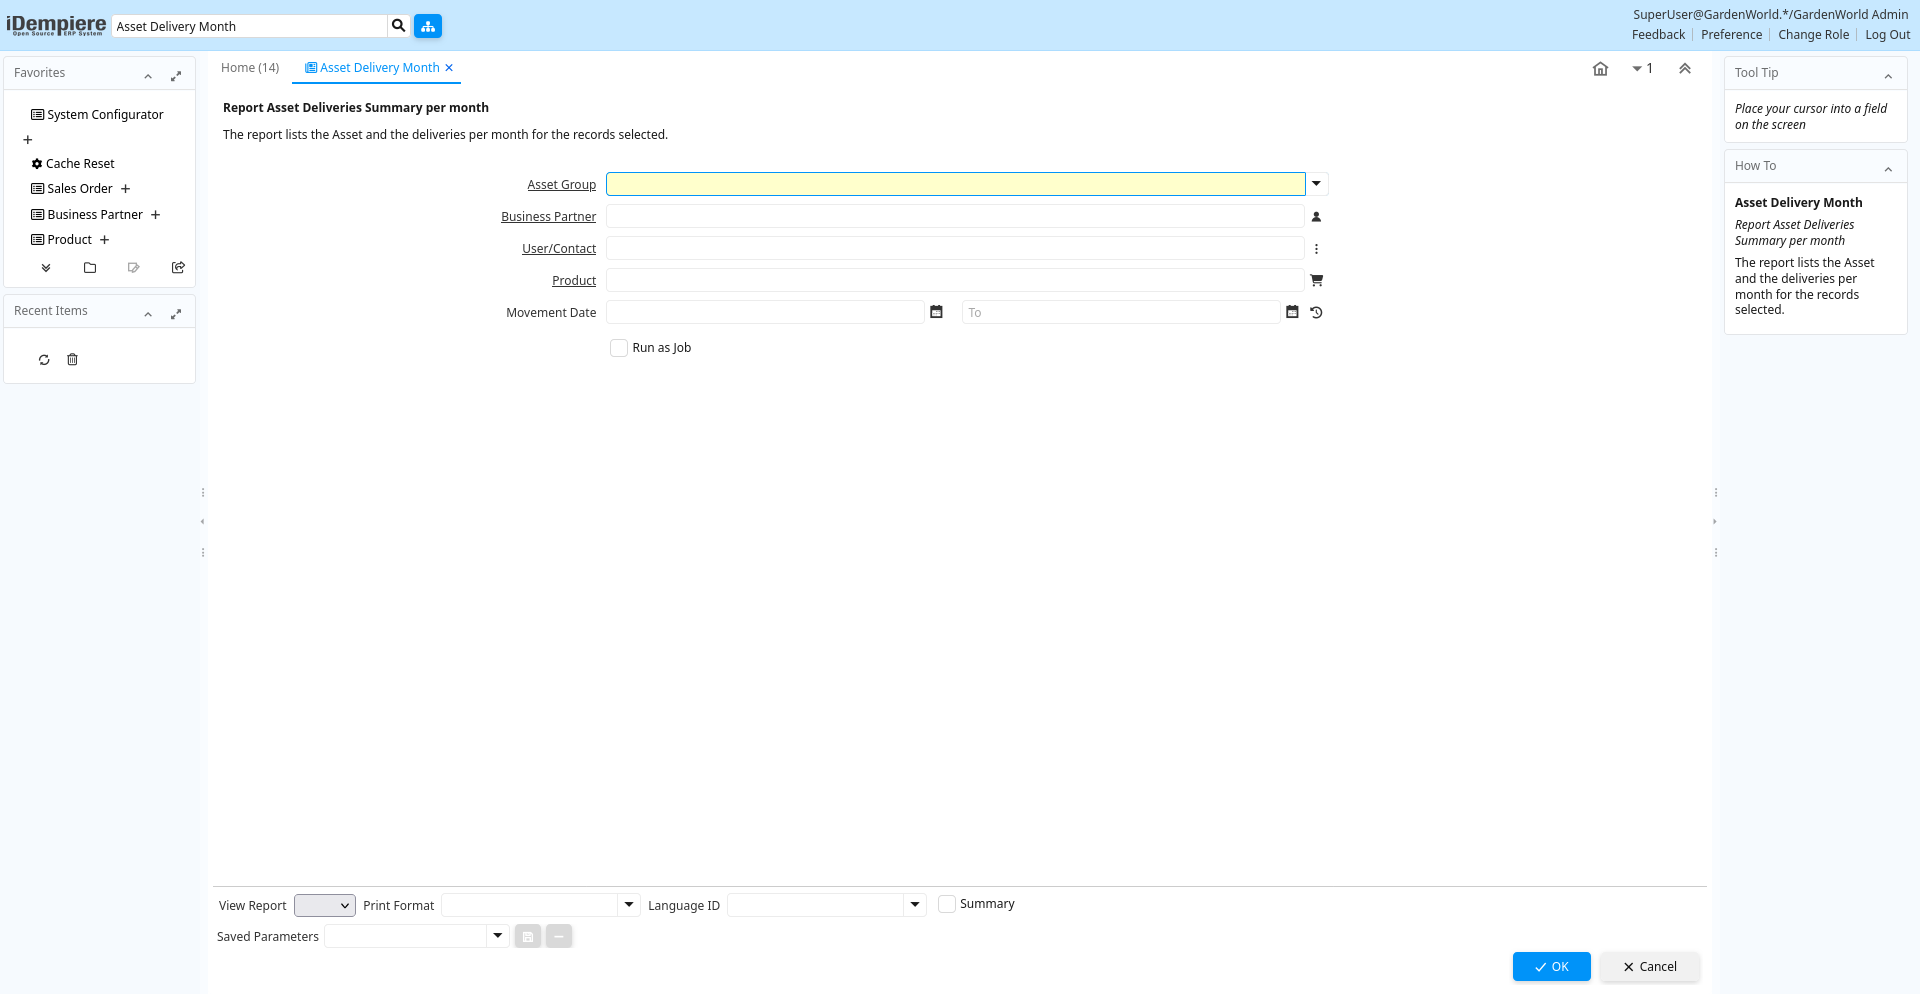 iDempiere
Open Source ERP System
Asset Delivery Month
SuperUser@GardenWorld.*/GardenWorld Admin
Feedback
Preference
Change Role
Log Out
Favorites
System Configurator
Cache Reset
Sales Order
Business Partner
Product
Recent Items
Home (14)
Asset Delivery Month
1
Report Asset Deliveries Summary per month
The report lists the Asset and the deliveries per month for the records selected.
Asset Group
Business Partner
User/Contact
Product
Movement Date
To
Run as Job
View Report
Print Format
Language ID
Summary
Saved Parameters
OK
Cancel
Tool Tip
Place your cursor into a field
on the screen
How To
Asset Delivery Month
Report Asset Deliveries
Summary per month
The report lists the Asset
and the deliveries per
month for the records
selected.